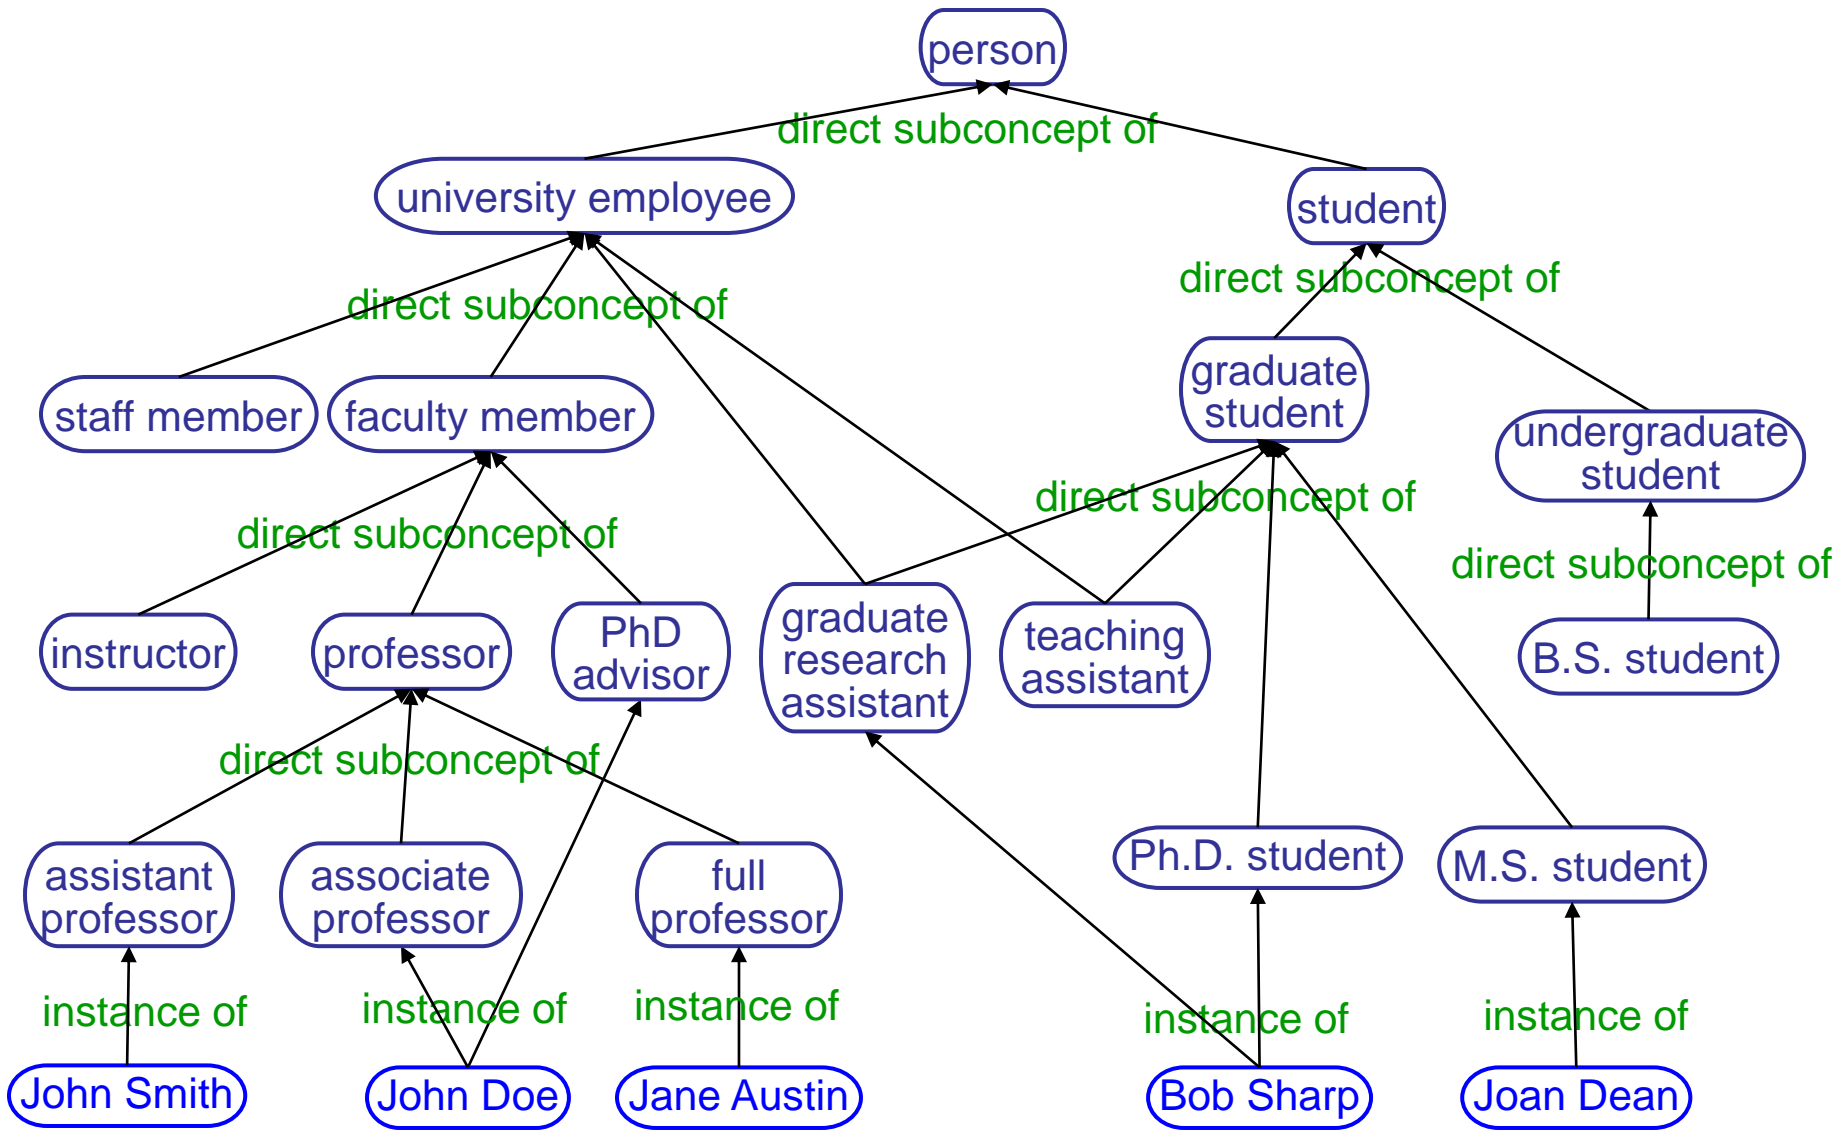 person
direct subconcept of
university employee
student
direct subconcept of
direct subconcept of
graduate
student
staff member
faculty member
undergraduate
student
direct subconcept of
direct subconcept of
direct subconcept of
instructor
professor
PhD
advisor
graduate
research
assistant
teaching
assistant
B.S. student
direct subconcept of
assistant
professor
associate
professor
full
professor
Ph.D. student
M.S. student
instance of
instance of
instance of
instance of
instance of
John Smith
John Doe
Jane Austin
Bob Sharp
Joan Dean